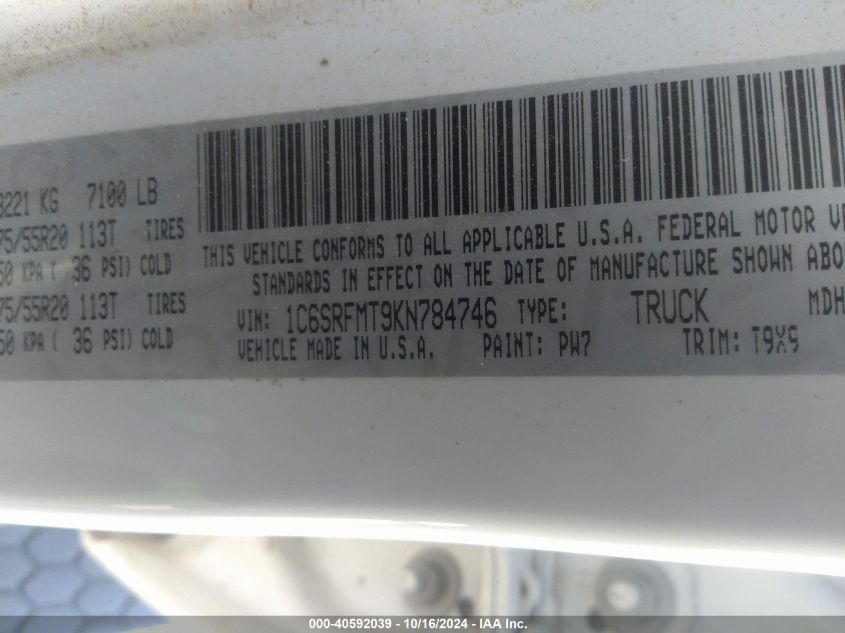 3221 KG 7100 LB
75/55R20 113T TIRES
50 KPA ( 36 PSI) COLD
75/55R20 113T TIRES
50 KPA ( 36 PSI) COLD
THIS VEHICLE CONFORMS TO ALL APPLICABLE U.S.A. FEDERAL MOTOR VE
STANDARDS IN EFFECT ON THE DATE OF MANUFACTURE SHOWN ABO
VIN: 1C6SRFMT9KN784746 TYPE: TRUCK MDH
VEHICLE MADE IN U.S.A. PAINT: PW7 TRIM: T9X9
000-40592039 - 10/16/2024 - IAA Inc.